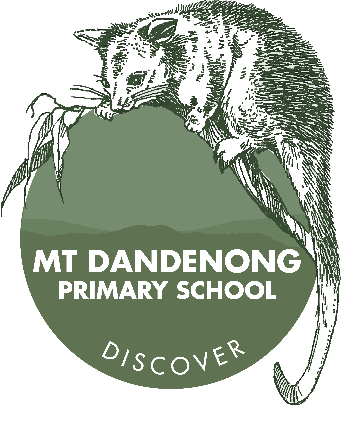 MT DANDENONG
PRIMARY SCHOOL
DISCOVER